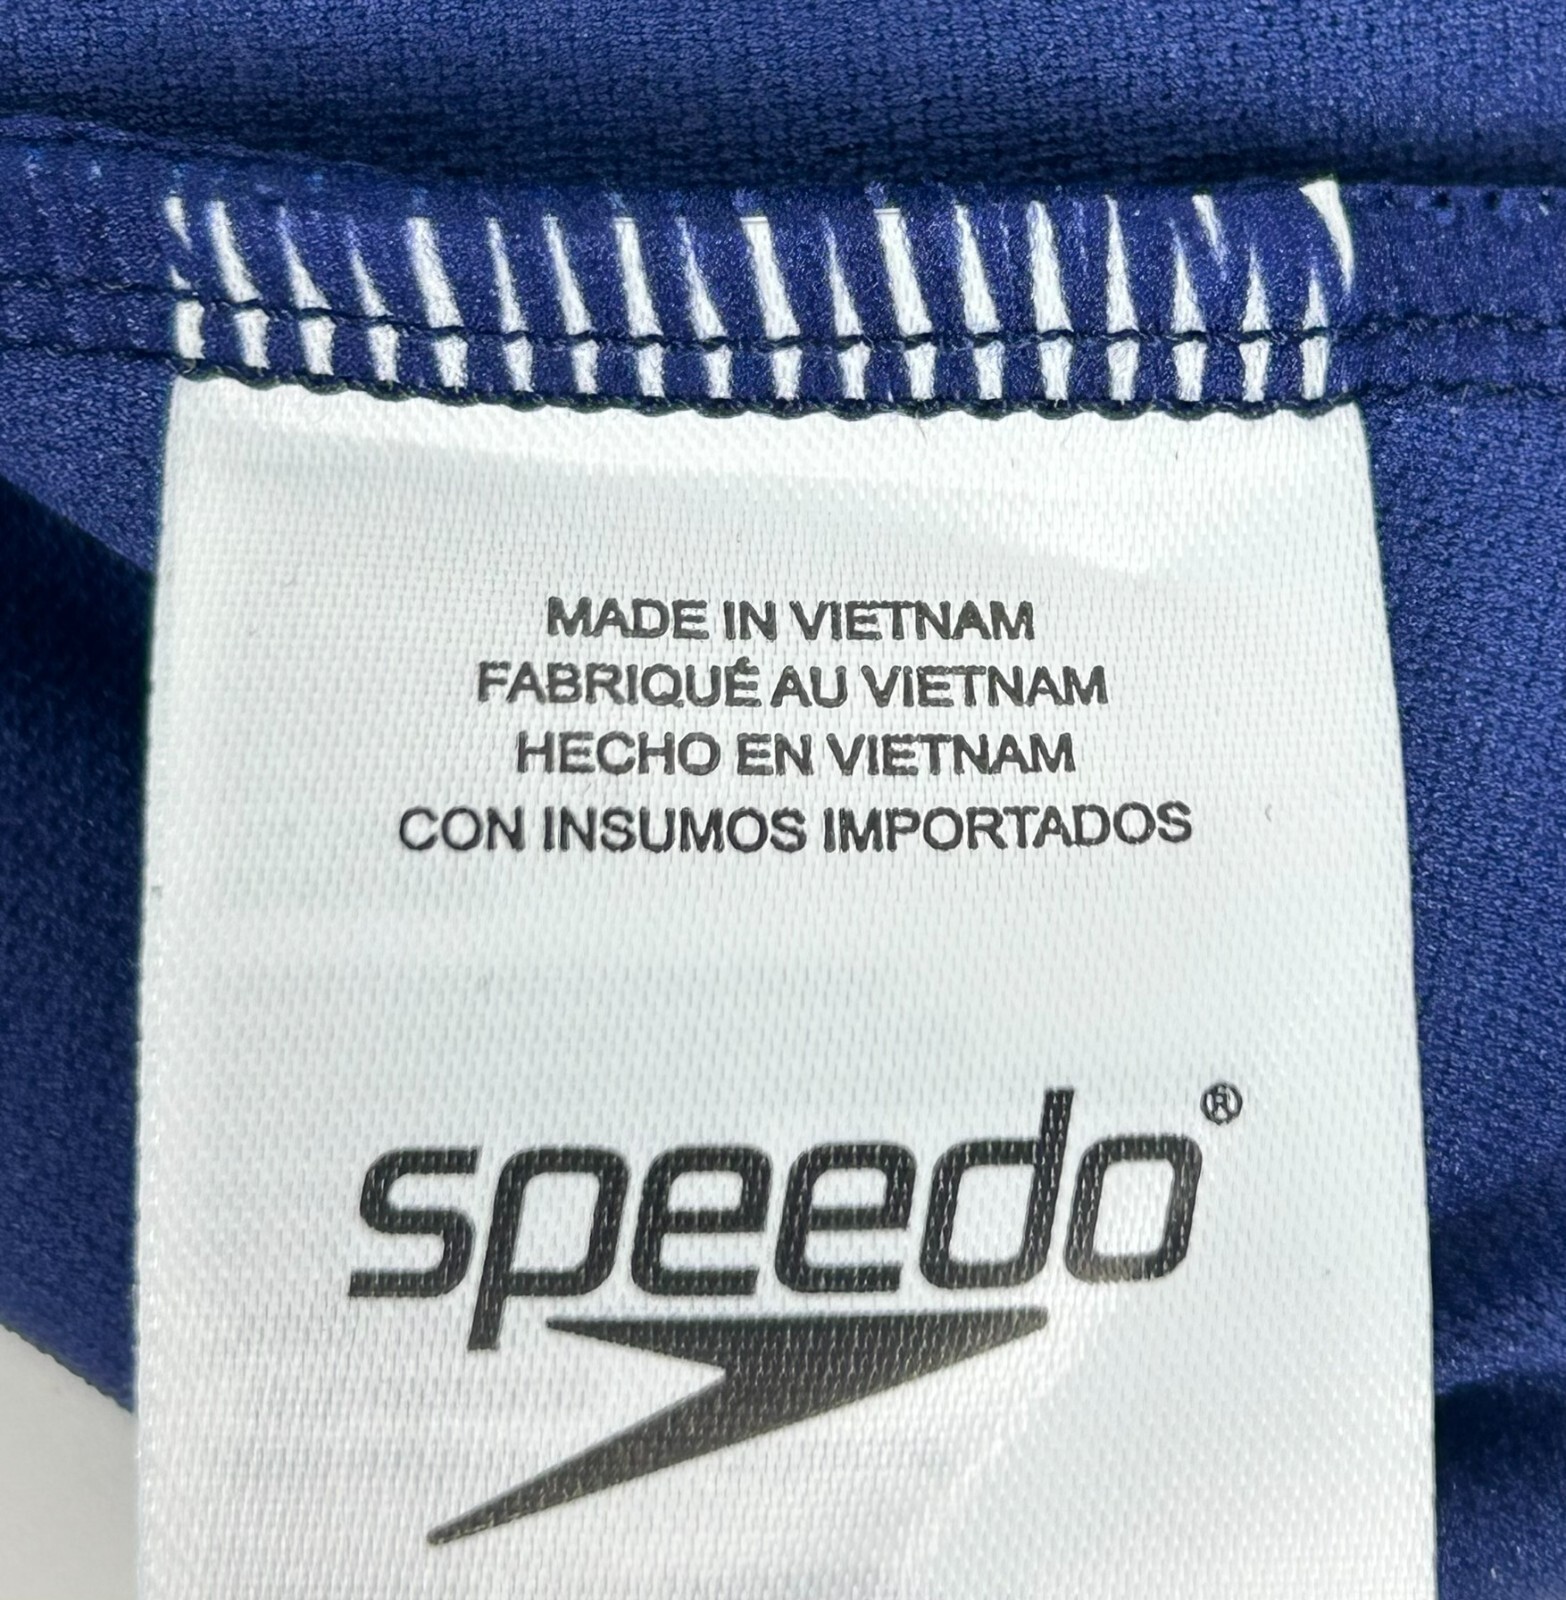 MADE IN VIETNAM
FABRIQUÉ AU VIETNAM
HECHO EN VIETNAM
CON INSUMOS IMPORTADOS
speedo®